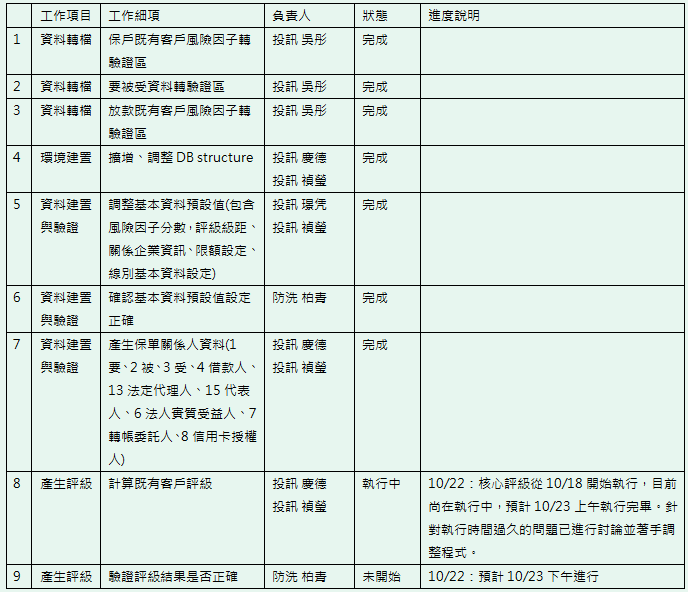 工作項目 工作細項 負責人 狀態 進度說明
1 資料轉檔 保戶既有客戶風險因子轉 投訊 吳彤 完成
驗證區
2 資料轉檔 要被受資料轉驗證區 投訊 吳彤 完成
3 資料轉檔 放款既有客戶風險因子轉 投訊 吳彤 完成
驗證區
4 環境建置 擴增、調整 DB structure 投訊 慶德 完成
投訊 禎瑩
5 資料建置 調整基本資料預設值(包含 投訊 環凭 完成
與驗證 風險因子分數，評級級距、 投訊 禎瑩
關係企業資訊、限額設定、
線別基本資料設定)
6 資料建置 確認基本資料預設值設定 防洗 柏青 完成
與驗證 正確
7 資料建置 產生保單關係人資料(1 投訊 慶德 完成
與驗證 要、2 被、3 受、4 借款人、 投訊 禎瑩
13 法定代理人、15 代表
人、6 法人實質受益人、7
轉帳委託人、8 信用卡授權
人)
8 產生評級 計算既有客戶評級 投訊 慶德 執行中 10/22：核心評級從 10/18 開始執行，目前
投訊 禎瑩 尚在執行中，預計 10/23 上午執行完畢。針
對執行時間過久的問題已進行討論並著手調
整程式。
9 產生評級 驗證評級結果是否正確 防洗 柏青 未開始 10/22：預計 10/23 下午進行